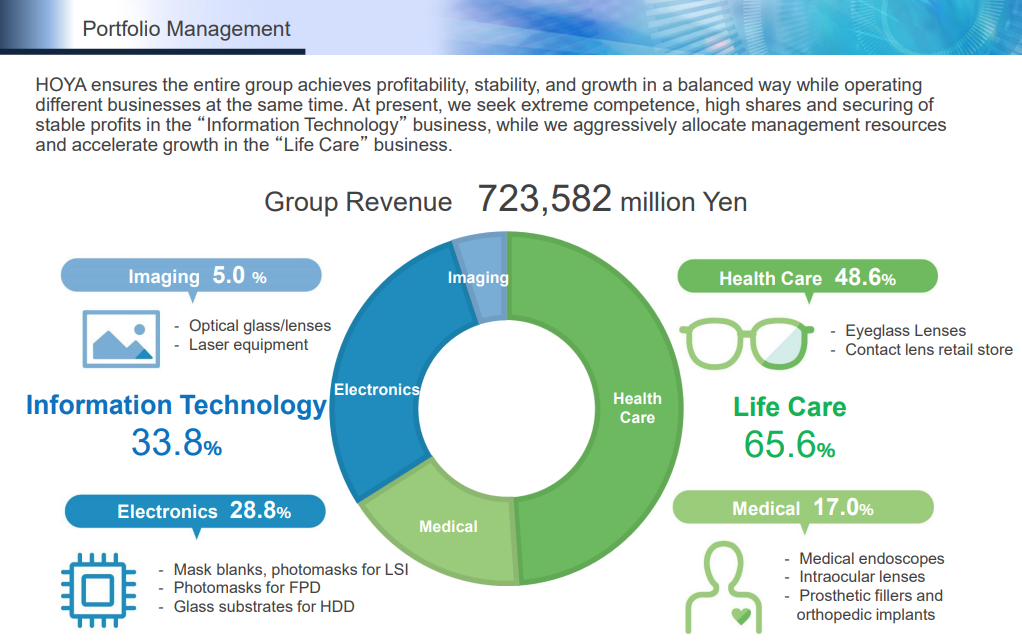 Portfolio Management
HOYA ensures the entire group achieves profitability, stability, and growth in a balanced way while operating
different businesses at the same time. At present, we seek extreme competence, high shares and securing of
stable profits in the “Information Technology” business, while we aggressively allocate management resources
and accelerate growth in the “Life Care” business.
Group Revenue 723,582 million Yen
Imaging 5.0 %
- Optical glass/lenses
- Laser equipment
Information Technology
33.8%
Electronics 28.8%
- Mask blanks, photomasks for LSI
- Photomasks for FPD
- Glass substrates for HDD
Imaging
Electronics
Health
Care
Medical
Health Care 48.6%
- Eyeglass Lenses
- Contact lens retail store
Life Care
65.6%
Medical 17.0%
- Medical endoscopes
- Intraocular lenses
- Prosthetic fillers and
orthopedic implants